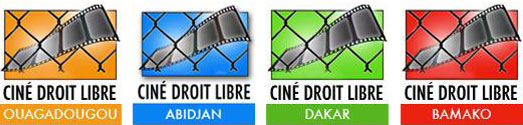 CINÉ DROIT LIBRE
OUAGADOUGOU
CINÉ DROIT LIBRE
ABIDJAN
CINÉ DROIT LIBRE
DAKAR
CINÉ DROIT LIBRE
BAMAKO